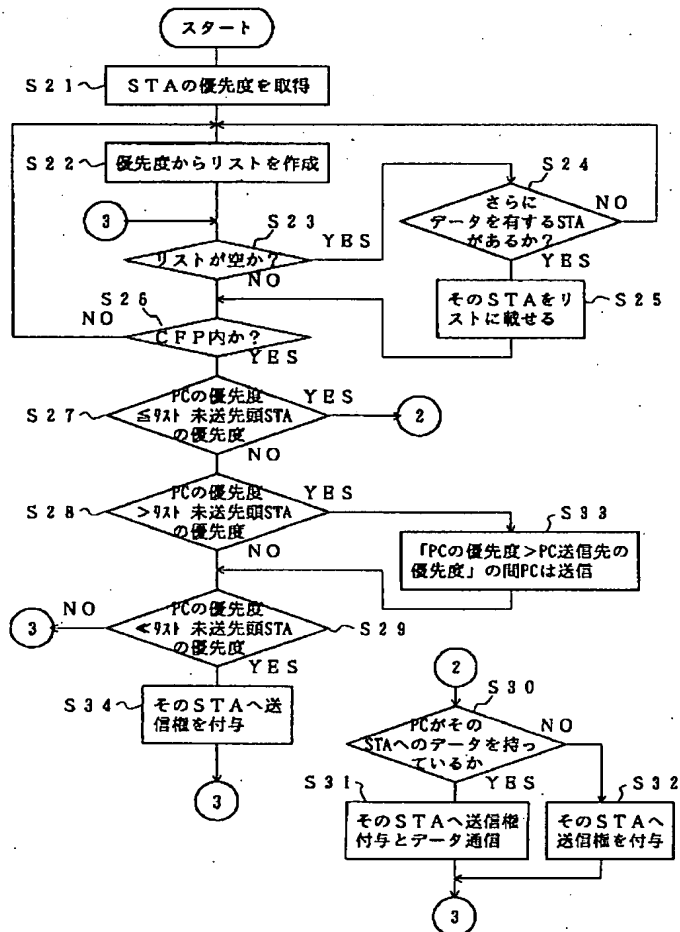 スタート
S21
STAの優先度を取得
S22
優先度からリストを作成
3
S23
リストが空か?
YES
NO
S24
さらに
データを有するSTA
があるか?
NO
YES
そのSTAをリ
ストに載せる
S25
S26
NO
CFP内か?
YES
S27
PCの優先度
≦リスト 未送先頭STA
の優先度
YES
2
NO
S28
PCの優先度
>リスト 未送先頭STA
の優先度
YES
NO
S33
「PCの優先度>PC送信先の
優先度」の間PCは送信
3
NO
PCの優先度
≪リスト 未送先頭STA
の優先度
S29
YES
S34
そのSTAへ送
信権を付与
3
2
S30
PCがその
STAへのデータを持っ
ているか
NO
YES
S31
そのSTAへ送信権
付与とデータ通信
S32
そのSTAへ
送信権を付与
3